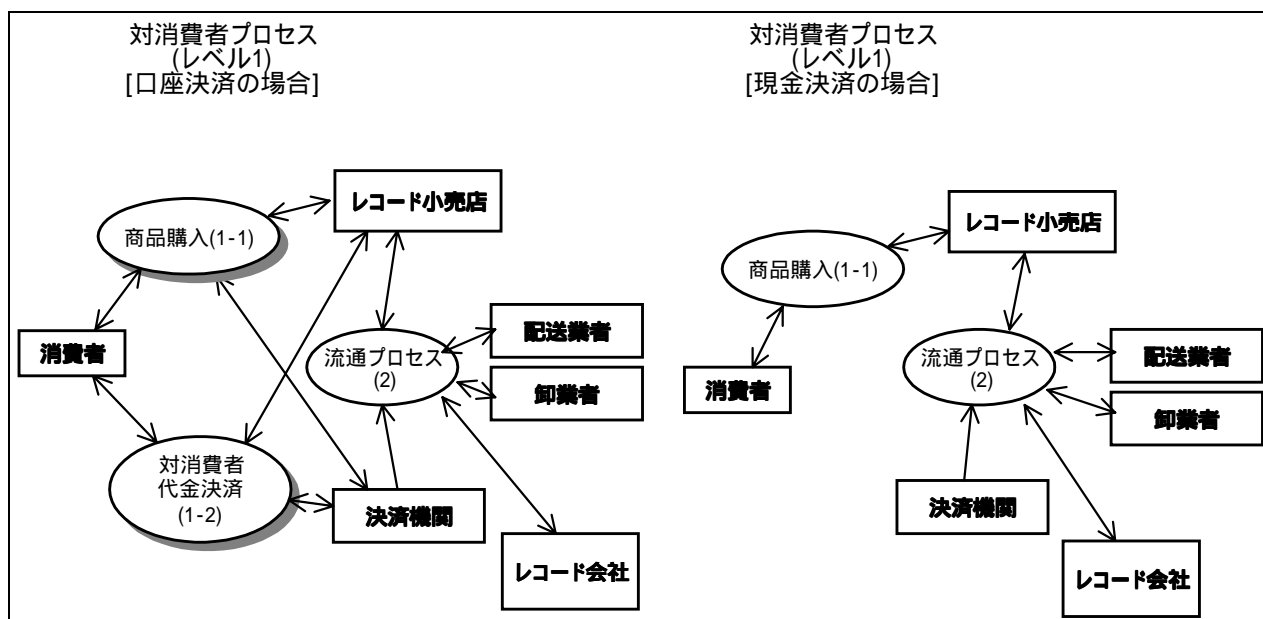 対消費者プロセス
(レベル1)
[口座決済の場合]
レコード小売店
商品購入(1-1)
消費者
流通プロセス
(2)
配送業者
卸業者
対消費者
代金決済
(1-2)
決済機関
レコード会社
対消費者プロセス
(レベル1)
[現金決済の場合]
レコード小売店
商品購入(1-1)
消費者
流通プロセス
(2)
配送業者
卸業者
決済機関
レコード会社